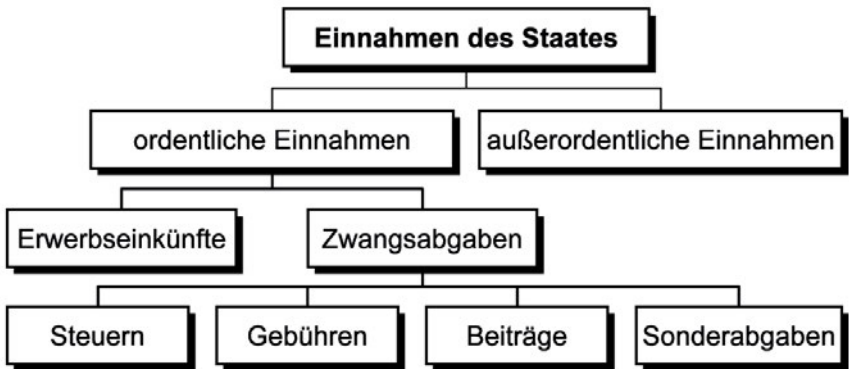 Einnahmen des Staates
ordentliche Einnahmen
außerordentliche Einnahmen
Erwerbseinkünfte
Zwangsabgaben
Steuern
Gebühren
Beiträge
Sonderabgaben